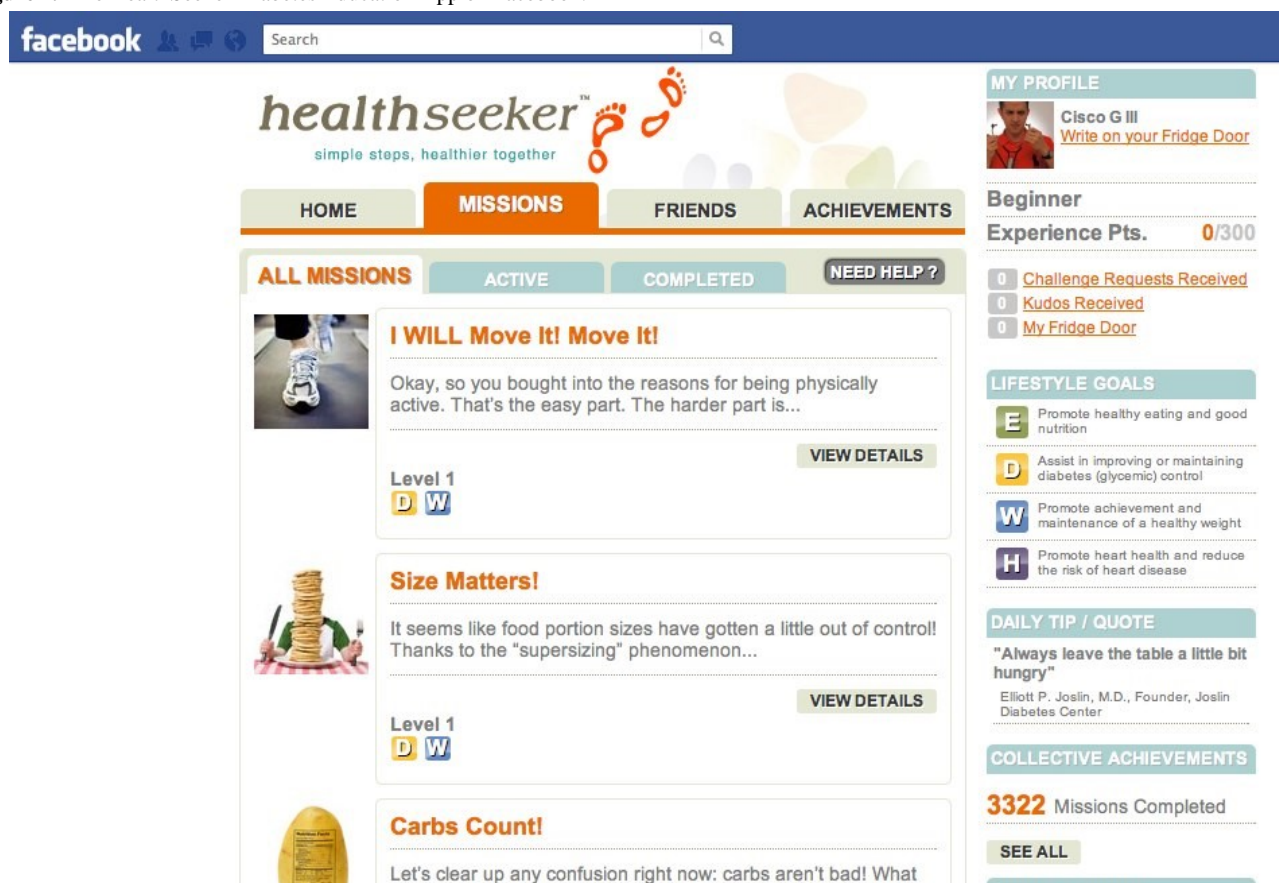 facebook
Search
healthseeker™
simple steps, healthier together
HOME
MISSIONS
FRIENDS
ACHIEVEMENTS
ALL MISSIONS
ACTIVE
COMPLETED
NEED HELP ?
I WILL Move It! Move It!
Okay, so you bought into the reasons for being physically
active. That's the easy part. The harder part is...
VIEW DETAILS
Level 1
D W
Size Matters!
It seems like food portion sizes have gotten a little out of control!
Thanks to the "supersizing" phenomenon...
VIEW DETAILS
Level 1
D W
Carbs Count!
Let's clear up any confusion right now: carbs aren't bad! What
MY PROFILE
Cisco G III
Write on your Fridge Door
Beginner
Experience Pts. 0/300
0 Challenge Requests Received
0 Kudos Received
0 My Fridge Door
LIFESTYLE GOALS
E Promote healthy eating and good
nutrition
D Assist in improving or maintaining
diabetes (glycemic) control
W Promote achievement and
maintenance of a healthy weight
H Promote heart health and reduce
the risk of heart disease
DAILY TIP / QUOTE
"Always leave the table a little bit
hungry"
Elliott P. Joslin, M.D., Founder, Joslin
Diabetes Center
COLLECTIVE ACHIEVEMENTS
3322 Missions Completed
SEE ALL